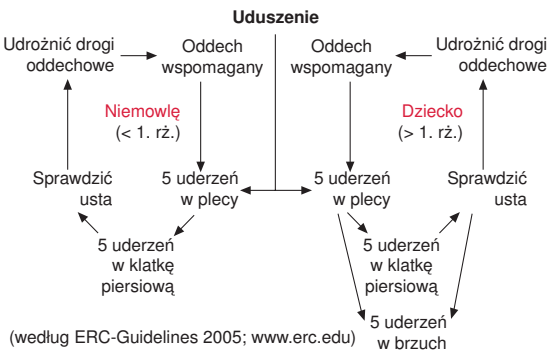 Uduszenie
Udrożnić drogi
oddechowe
Oddech
wspomagany
Oddech
wspomagany
Udrożnić drogi
oddechowe
Niemowlę
(< 1. rż.)
Dziecko
(> 1. rż.)
Sprawdzić
usta
5 uderzeń
w plecy
5 uderzeń
w plecy
Sprawdzić
usta
5 uderzeń
w klatkę
piersiową
5 uderzeń
w klatkę
piersiową
5 uderzeń
w brzuch
(według ERC-Guidelines 2005; www.erc.edu)